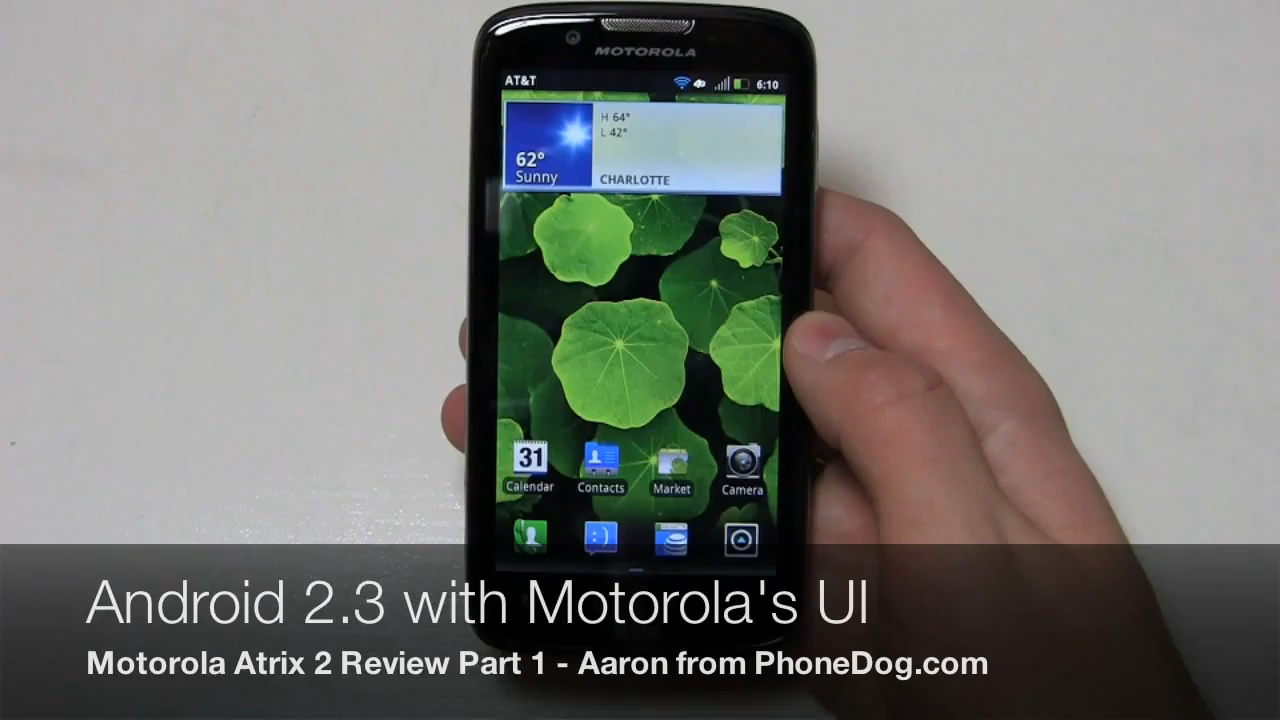 MOTOROLA
AT&T 6:10
H 64°
L 42°
62°
Sunny
CHARLOTTE
31
Calendar Contacts Market Camera
:)
Android 2.3 with Motorola's UI
Motorola Atrix 2 Review Part 1 - Aaron from PhoneDog.com